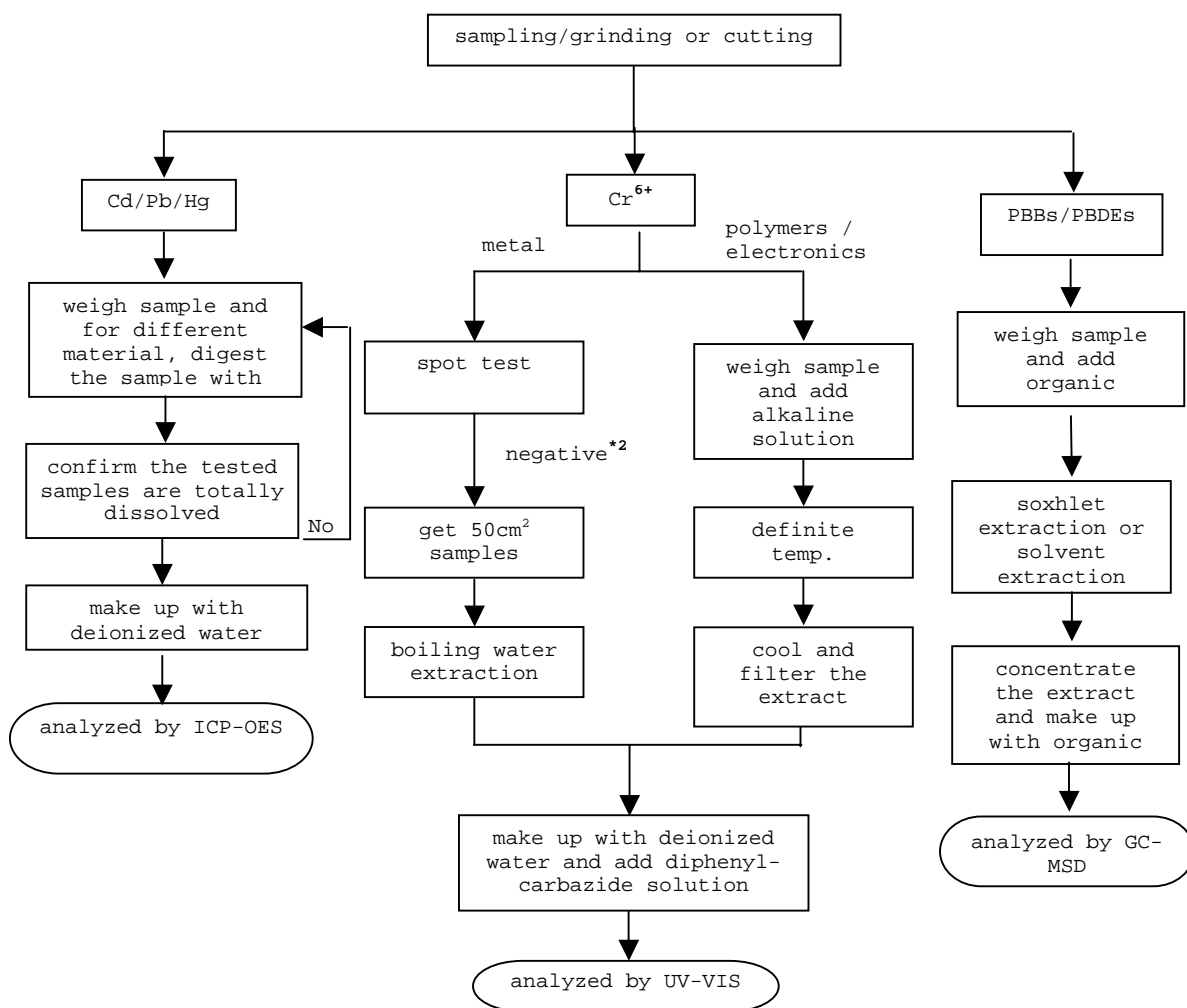 sampling/grinding or cutting
Cd/Pb/Hg
Cr6+
PBBs/PBDEs
metal
polymers /
electronics
weigh sample and
for different
material, digest
the sample with
confirm the tested
samples are totally
dissolved
No
make up with
deionized water
analyzed by ICP-OES
spot test
negative*2
get 50cm2
samples
boiling water
extraction
weigh sample
and add
alkaline
solution
definite
temp.
cool and
filter the
extract
make up with deionized
water and add diphenyl-
carbazide solution
analyzed by UV-VIS
weigh sample
and add
organic
soxhlet
extraction or
solvent
extraction
concentrate
the extract
and make up
with organic
analyzed by GC-
MSD